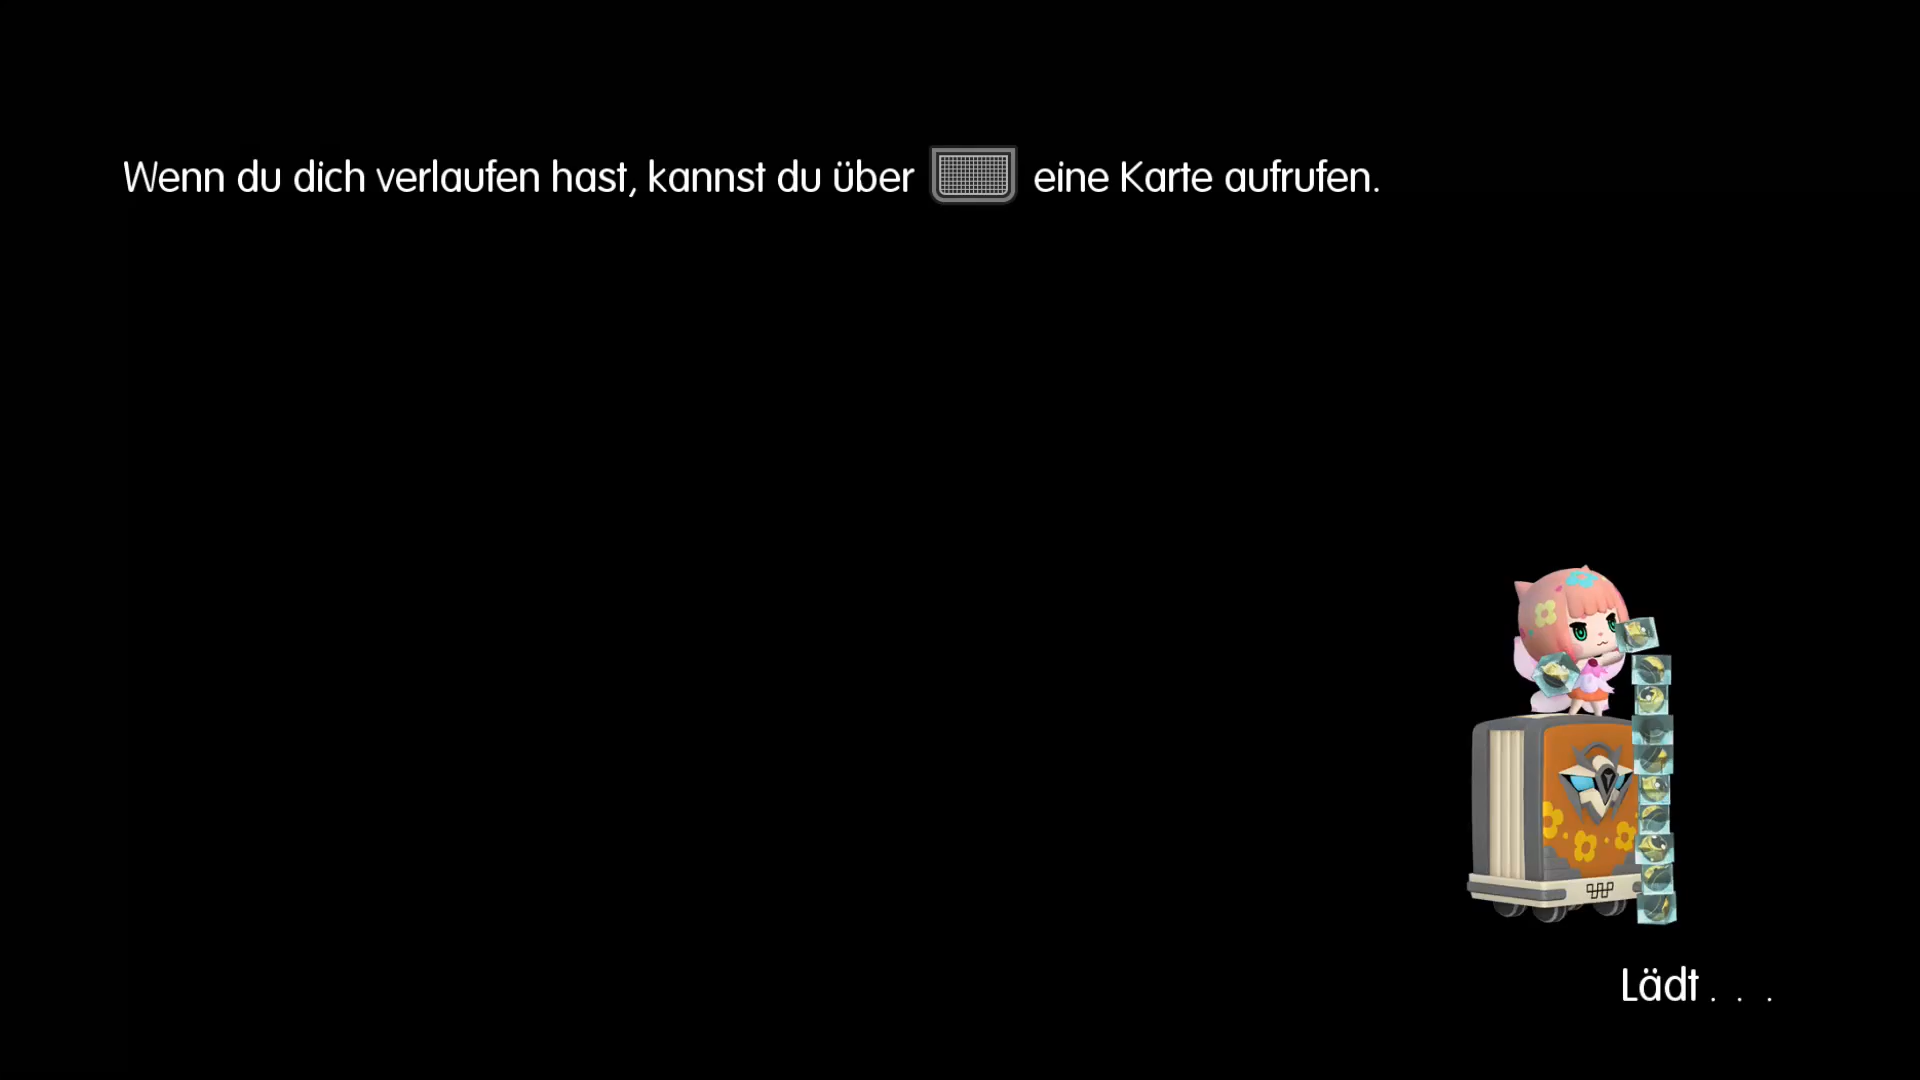 Wenn du dich verlaufen hast, kannst du über eine Karte aufrufen.
Lädt . . .